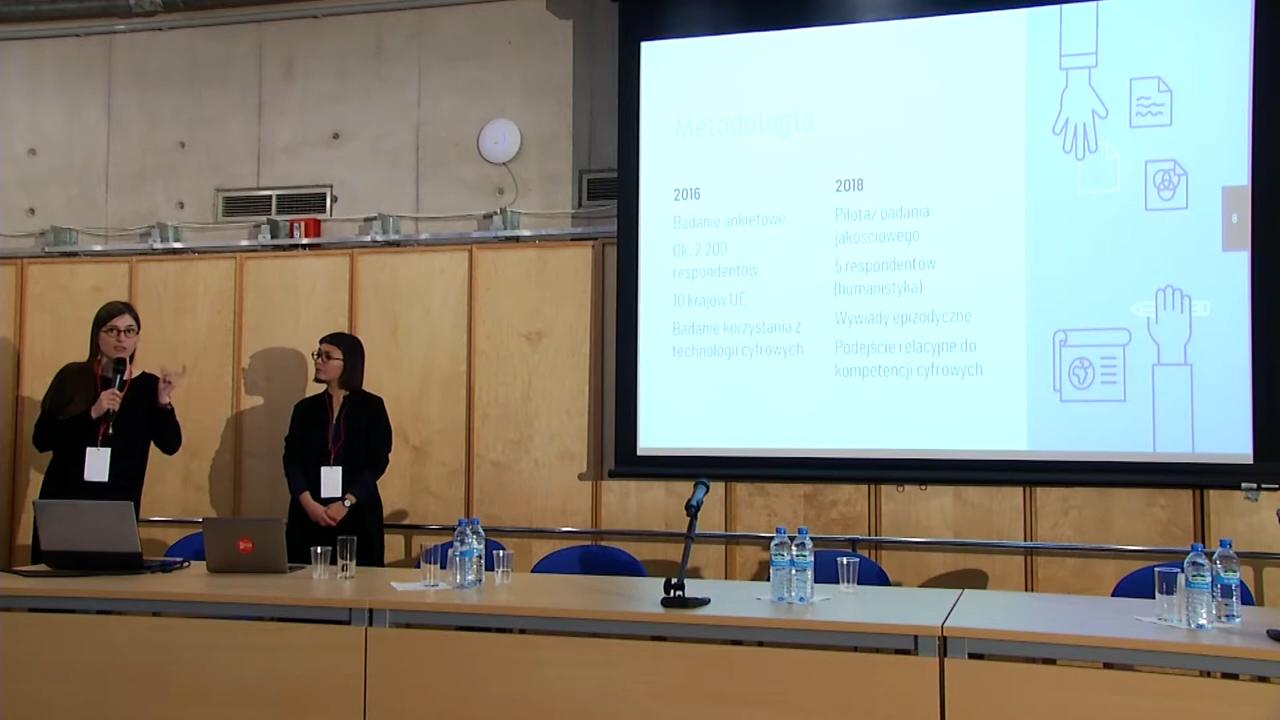 Metodologia
2016
Badanie ankietowe
Ok. 2 200
respondentów
10 krajów UE
Badanie korzystania z
technologii cyfrowych
2018
Pilotaż badania
jakościowego
5 respondentów
(humanistyka)
Wywiady epizodyczne
Podejście relacyjne do
kompetencji cyfrowych
8